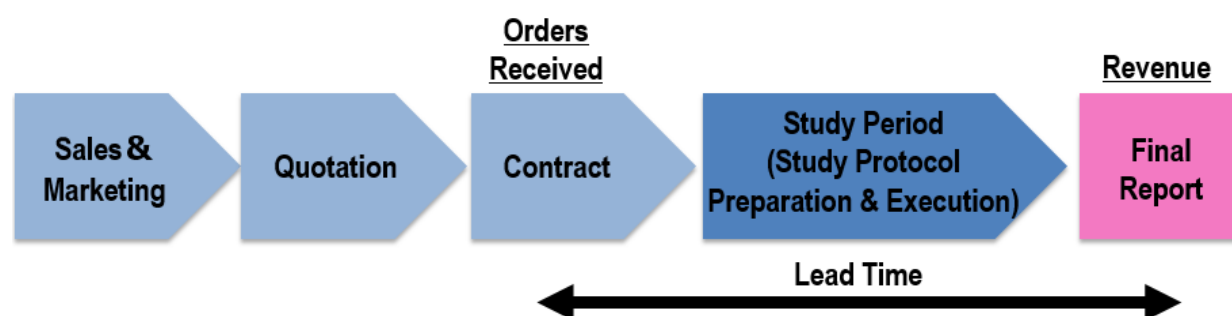 Orders
Received
Revenue
Sales &
Marketing
Quotation
Contract
Study Period
(Study Protocol
Preparation & Execution)
Final
Report
Lead Time